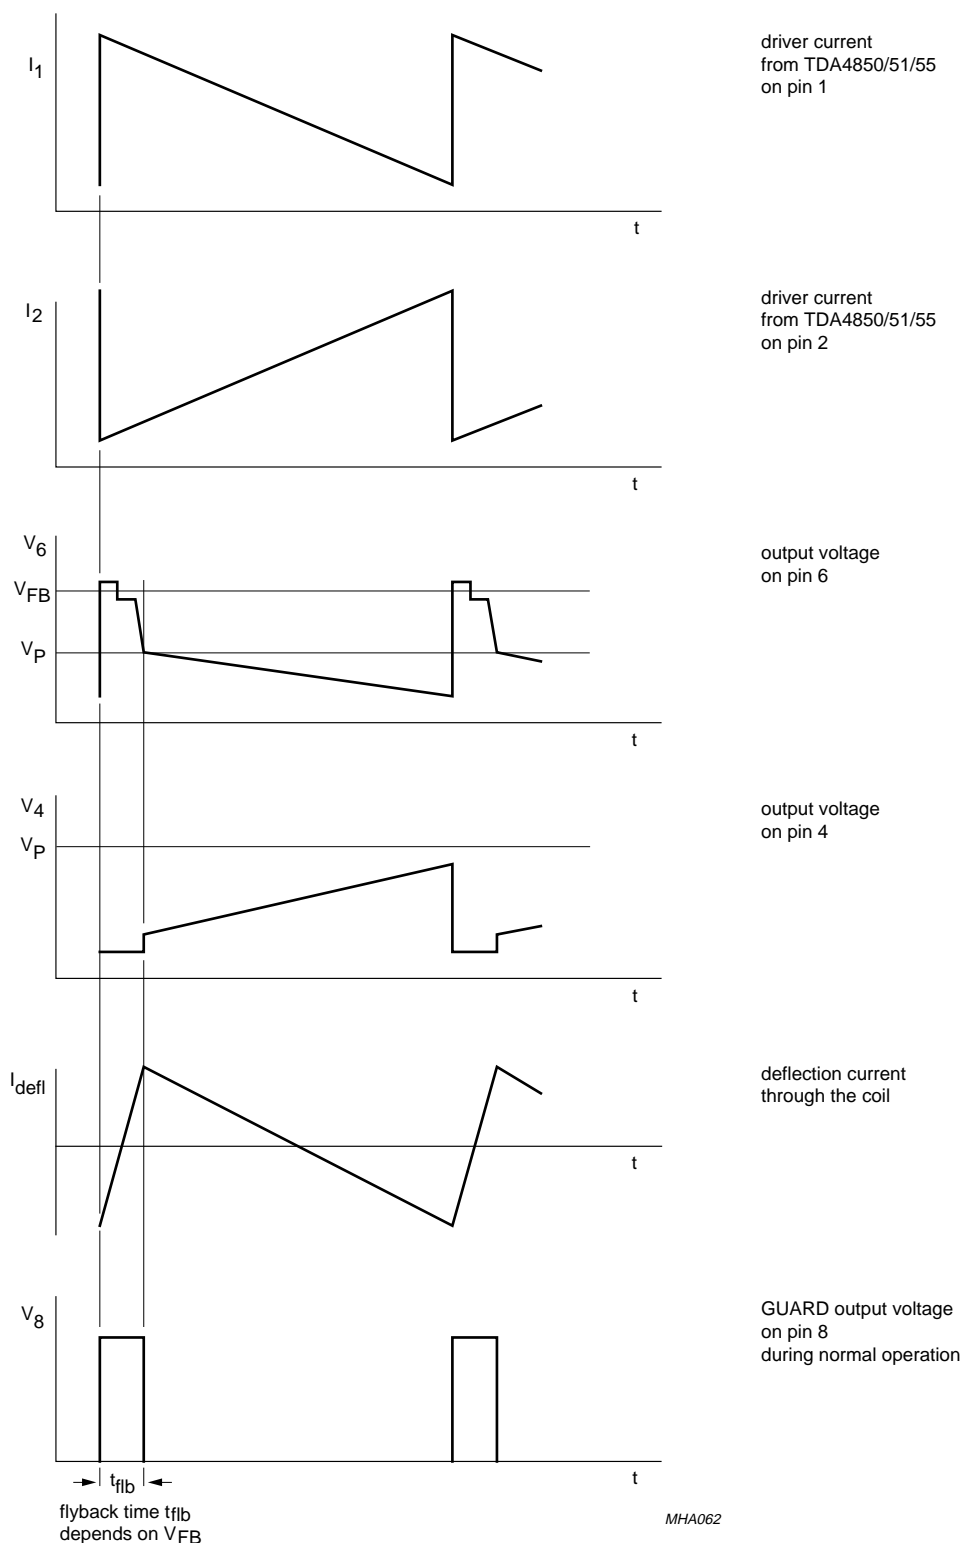 I1
driver current
from TDA4850/51/55
on pin 1
t
I2
driver current
from TDA4850/51/55
on pin 2
t
V6
output voltage
on pin 6
VFB
VP
t
V4
output voltage
on pin 4
VP
t
Idefl
deflection current
through the coil
t
V8
GUARD output voltage
on pin 8
during normal operation
t
tflb
flyback time tflb
depends on VFB
MHA062